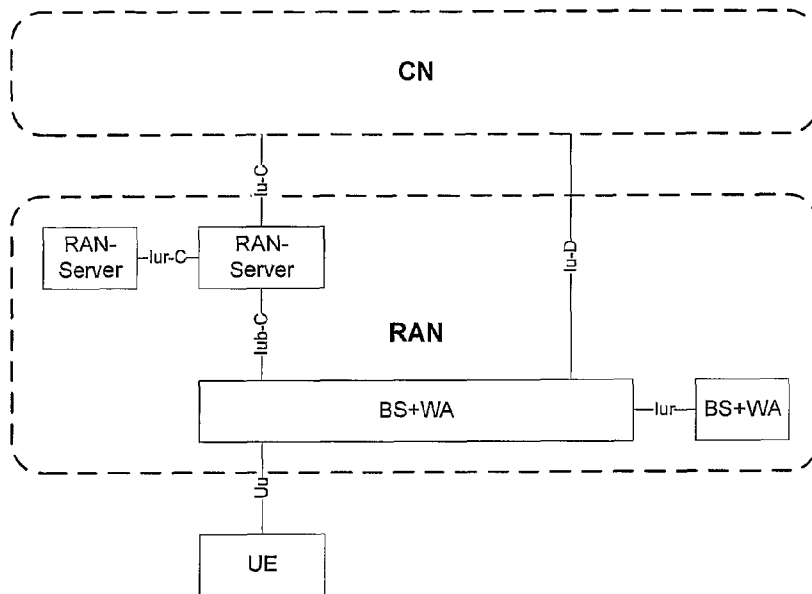 CN
Iu-C
RAN-
Server
Iur-C
RAN-
Server
Iu-D
Iub-C
RAN
BS+WA
Iur
BS+WA
Uu
UE